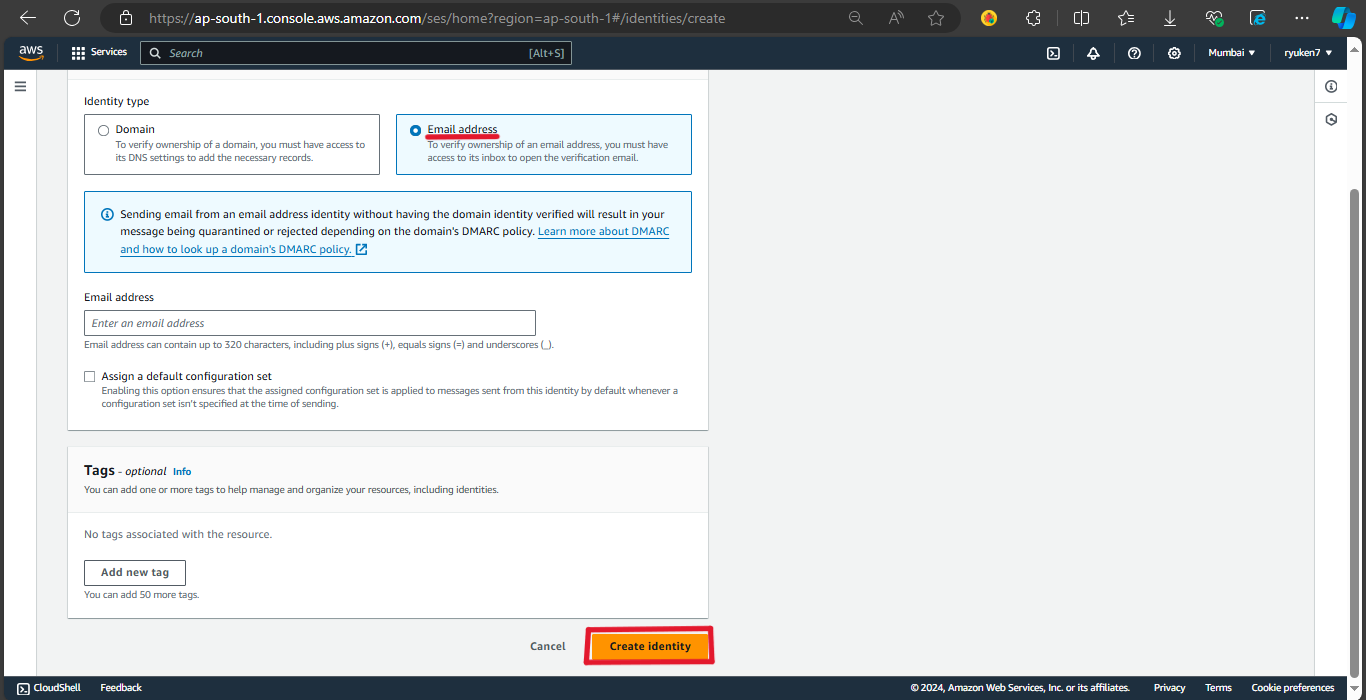 https://ap-south-1.console.aws.amazon.com/ses/home?region=ap-south-1#/identities/create
aws Services Search [Alt+S] Mumbai ryuken7
Identity type
Domain
To verify ownership of a domain, you must have access to
its DNS settings to add the necessary records.
Email address
To verify ownership of an email address, you must have
access to its inbox to open the verification email.
Sending email from an email address identity without having the domain identity verified will result in your
message being quarantined or rejected depending on the domain's DMARC policy. Learn more about DMARC
and how to look up a domain's DMARC policy.
Email address
Enter an email address
Email address can contain up to 320 characters, including plus signs (+), equals signs (=) and underscores (_).
Assign a default configuration set
Enabling this option ensures that the assigned configuration set is applied to messages sent from this identity by default whenever a
configuration set isn't specified at the time of sending.
Tags - optional Info
You can add one or more tags to help manage and organize your resources, including identities.
No tags associated with the resource.
Add new tag
You can add 50 more tags.
Cancel Create identity
CloudShell Feedback © 2024, Amazon Web Services, Inc. or its affiliates. Privacy Terms Cookie preferences